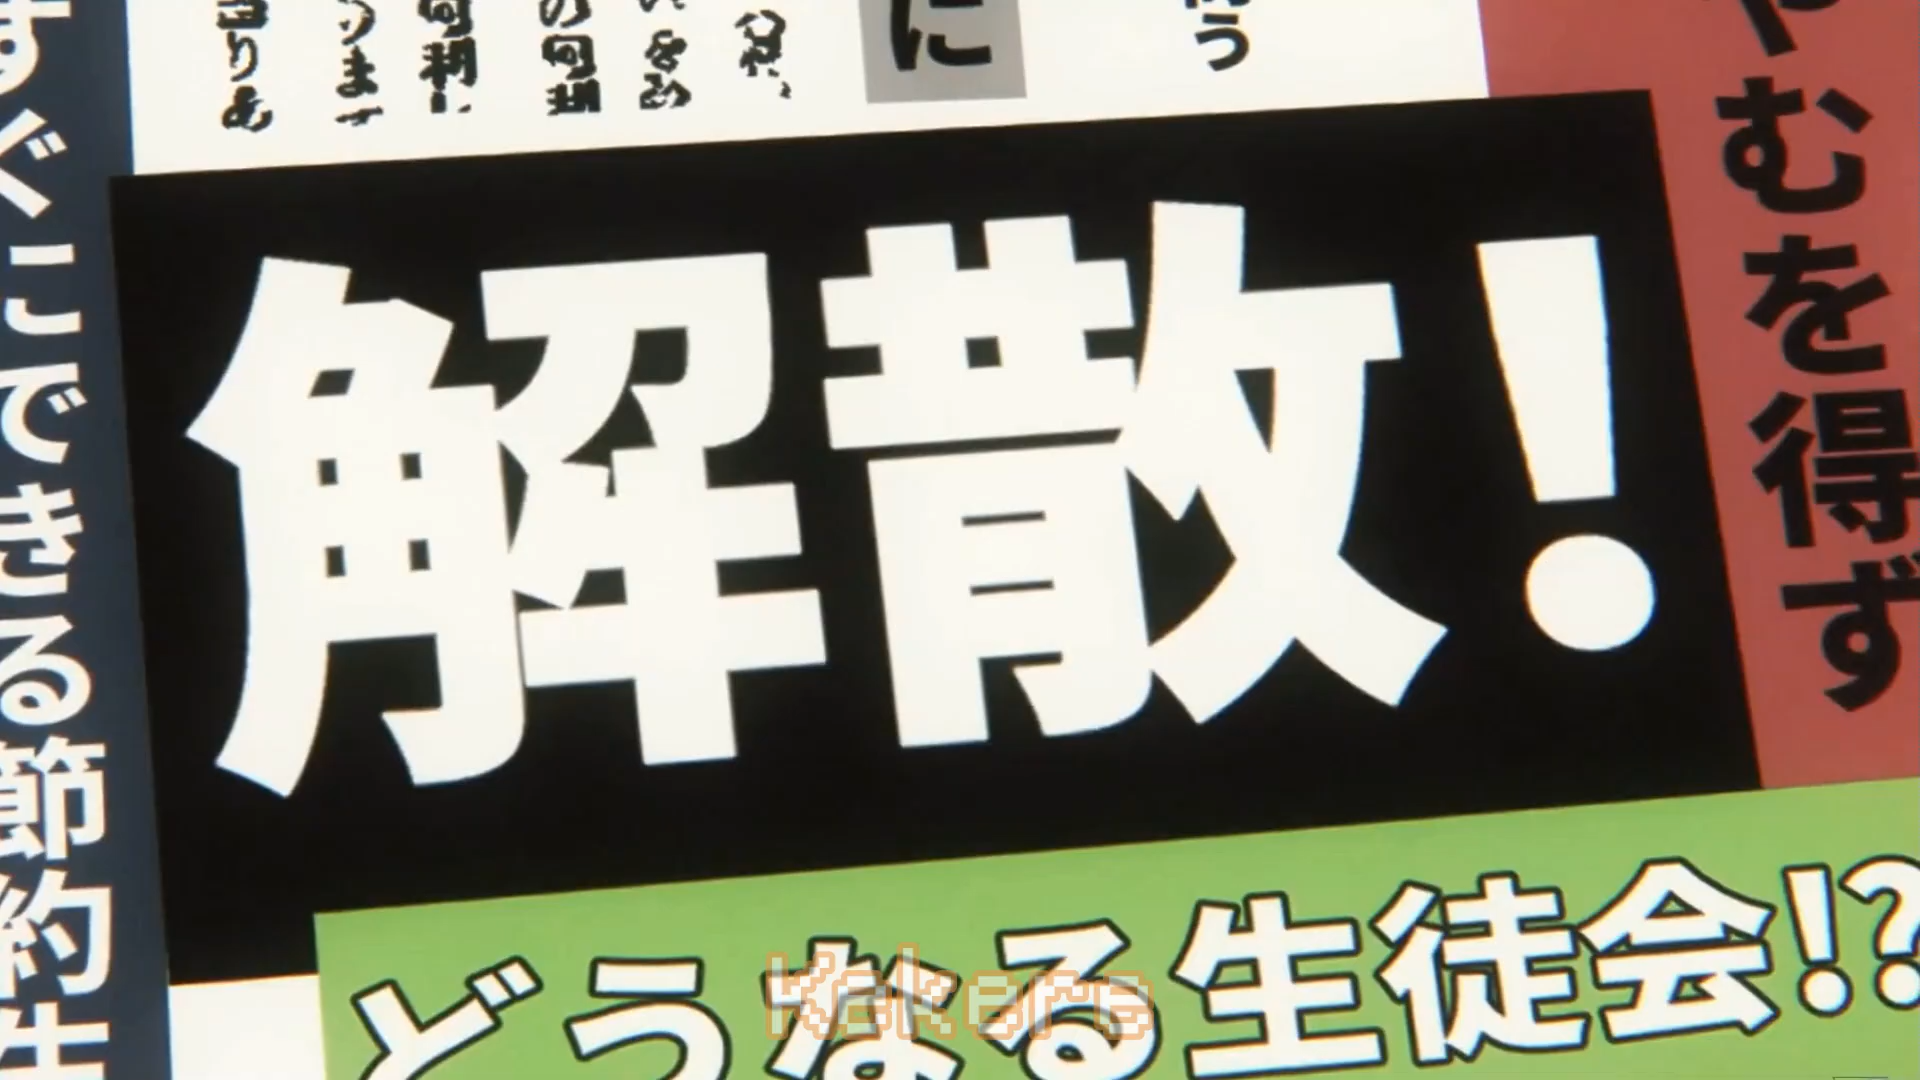 に
う
やむを得ず
解散!
すぐにできる節約
どうなる生徒会!?
Kakera